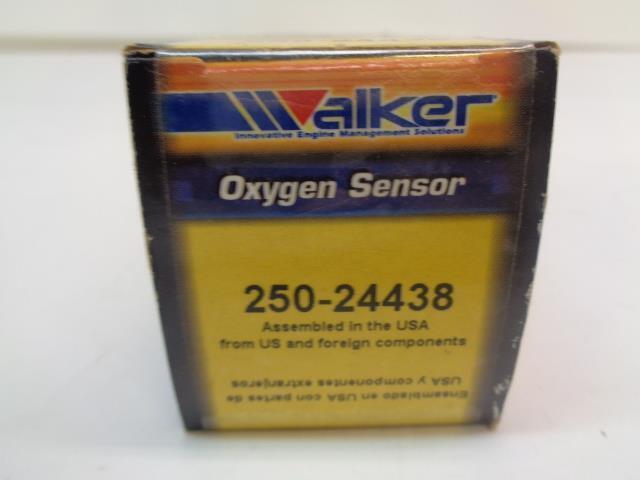 Walker
Innovative Engine Management Solutions
Oxygen Sensor
250-24438
Assembled in the USA
from US and foreign components
Ensamblado en USA con partes de
USA y componentes extranjeros